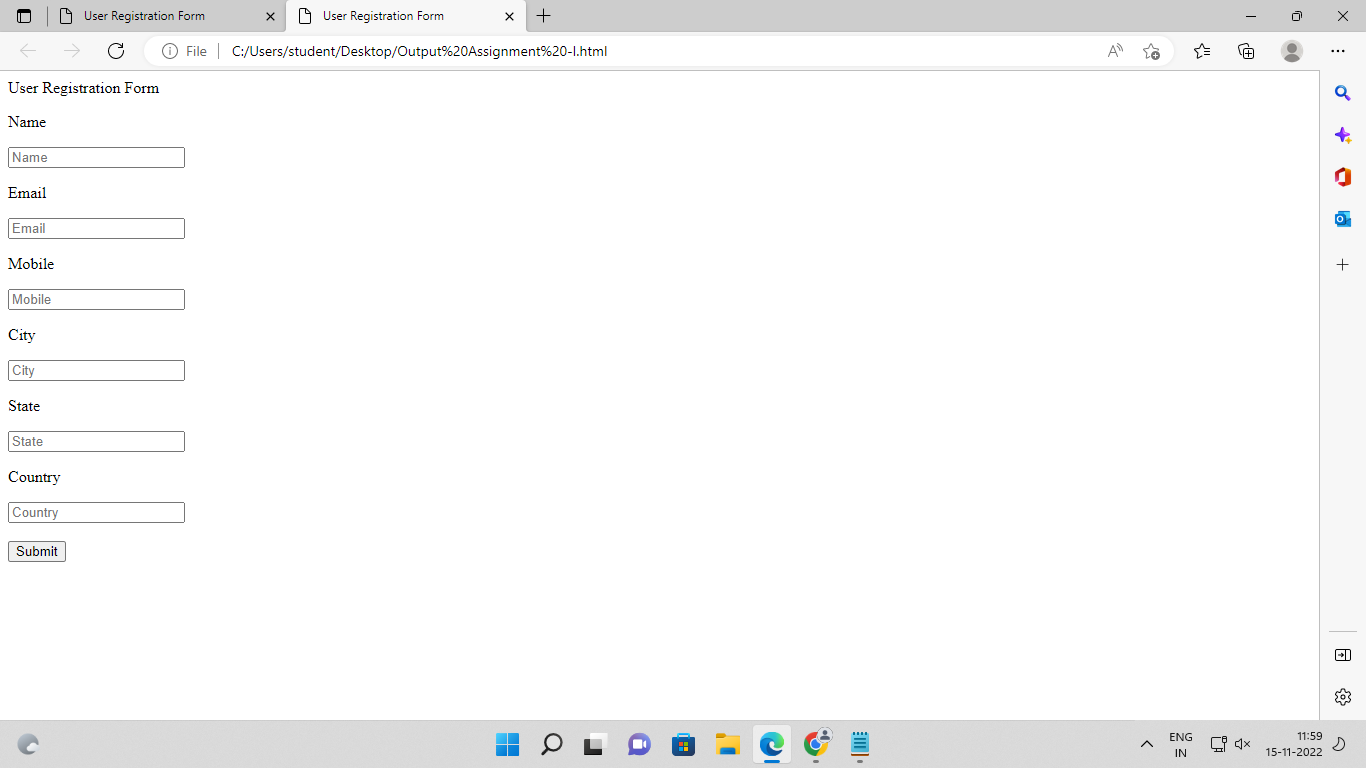 User Registration Form
User Registration Form
File
C:/Users/student/Desktop/Output%20Assignment%20-I.html
User Registration Form
Name
Name
Email
Email
Mobile
Mobile
City
City
State
State
Country
Country
Submit
ENG
IN
11:59
15-11-2022